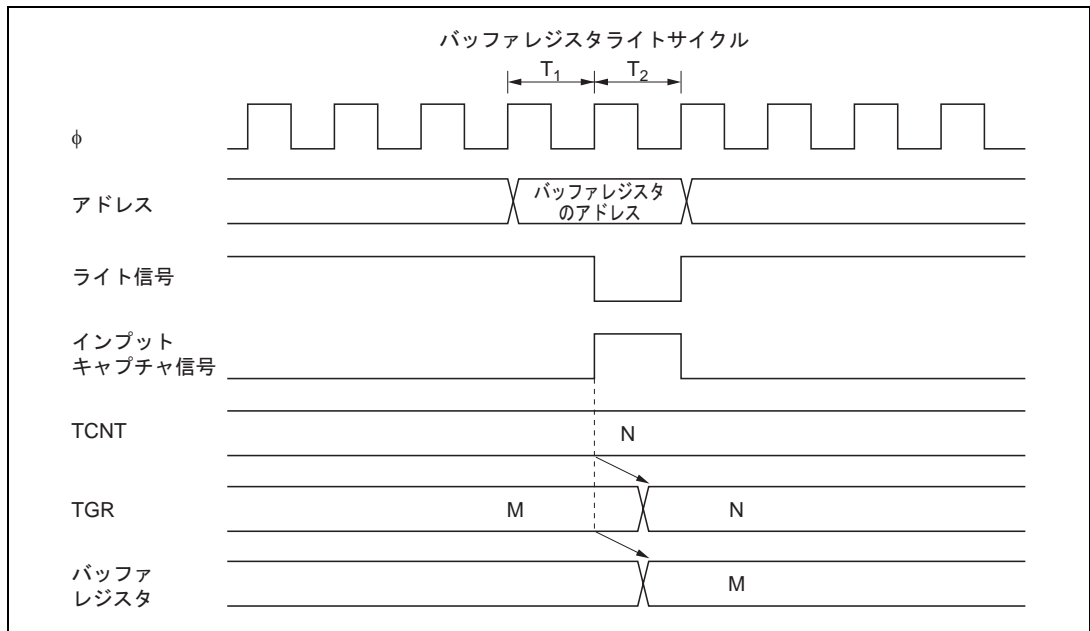 バッファレジスタライトサイクル
T1 T2
φ
アドレス
バッファレジスタ
のアドレス
ライト信号
インプット
キャプチャ信号
TCNT
N
TGR
M N
バッファ
レジスタ
M